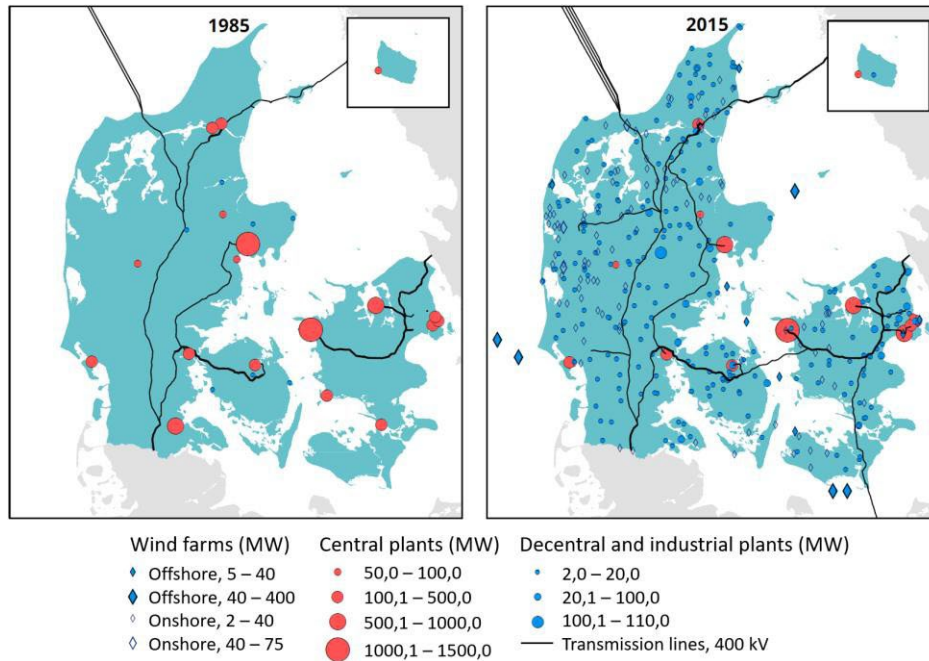 1985
2015
Wind farms (MW)
Offshore, 5 – 40
Offshore, 40 – 400
Onshore, 2 – 40
Onshore, 40 – 75
Central plants (MW)
50,0 – 100,0
100,1 – 500,0
500,1 – 1000,0
1000,1 – 1500,0
Decentral and industrial plants (MW)
2,0 – 20,0
20,1 – 100,0
100,1 – 110,0
Transmission lines, 400 kV